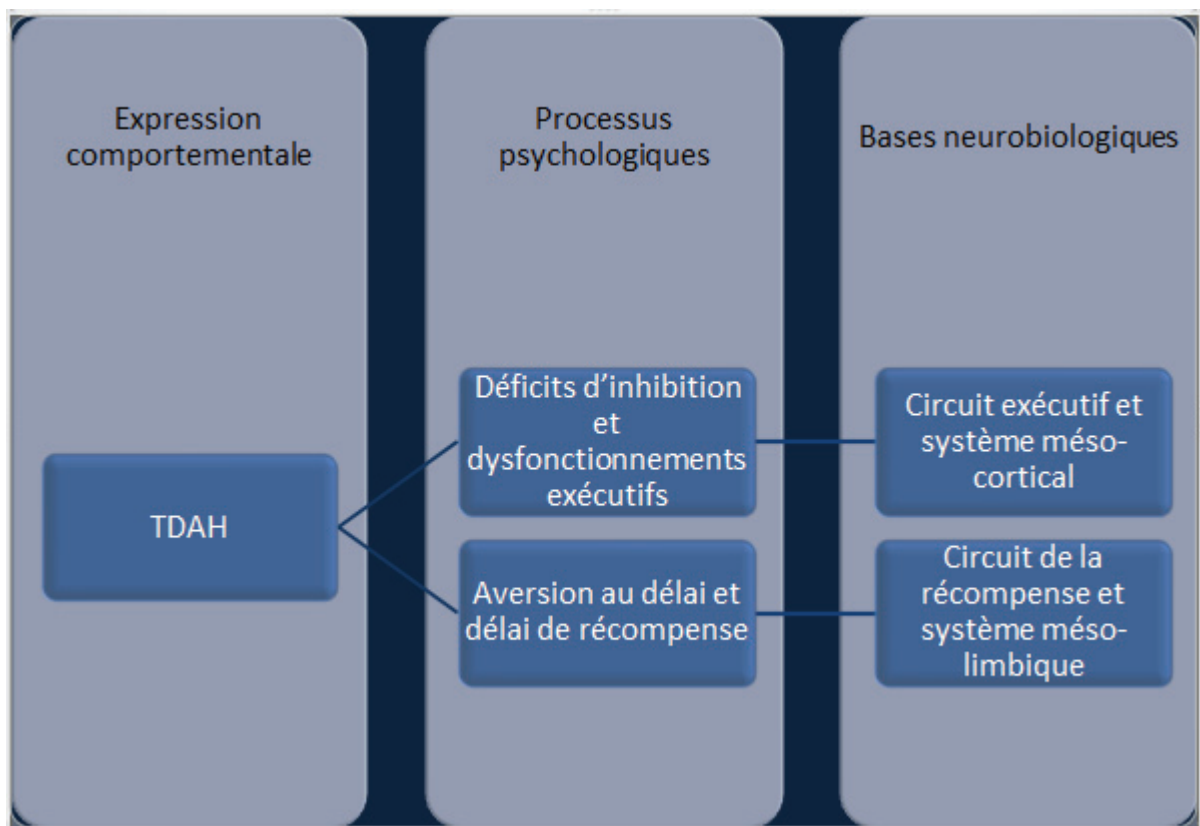 Expression
comportementale
Processus
psychologiques
Bases neurobiologiques
TDAH
Déficits d’inhibition
et
dysfonctionnements
exécutifs
Circuit exécutif et
système méso-
cortical
Aversion au délai et
délai de récompense
Circuit de la
récompense et
système méso-
limbique